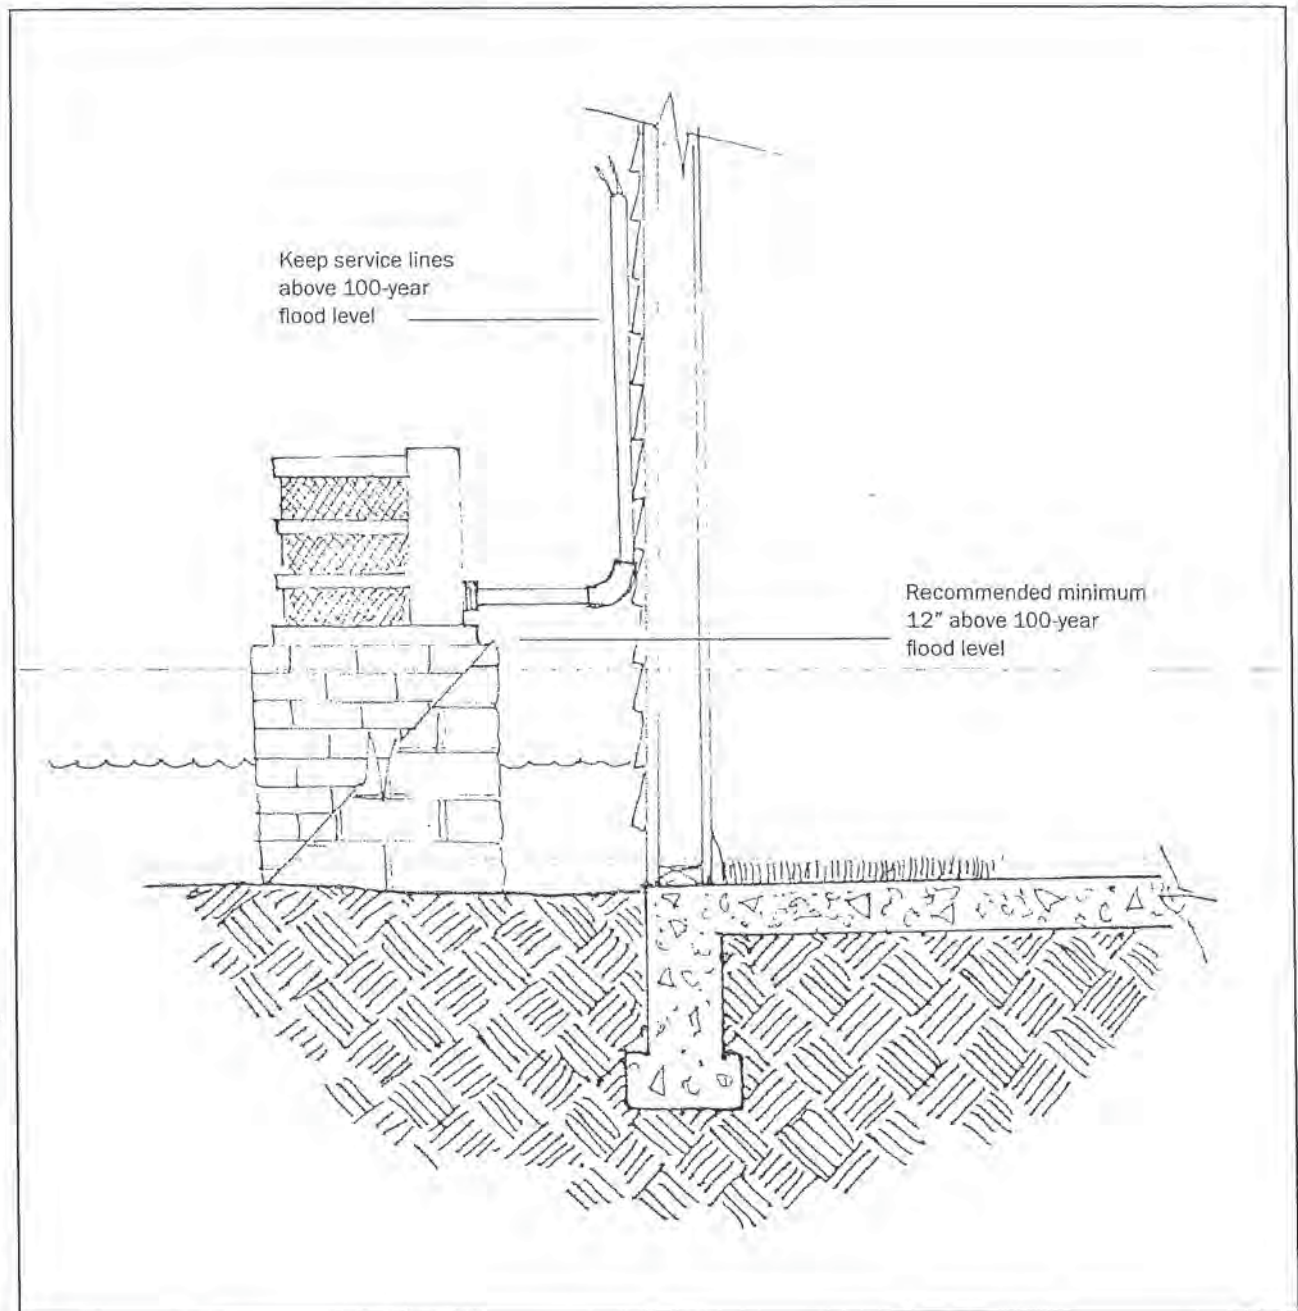 Keep service lines
above 100-year
flood level
Recommended minimum
12″ above 100-year
flood level